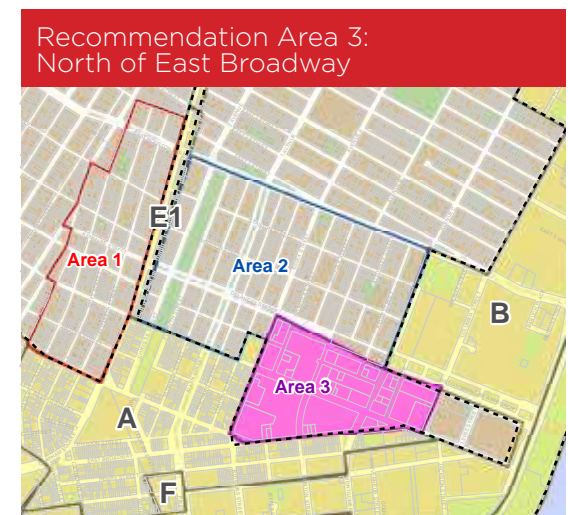 Recommendation Area 3:
North of East Broadway
E1
Area 1
Area 2
B
Area 3
A
F